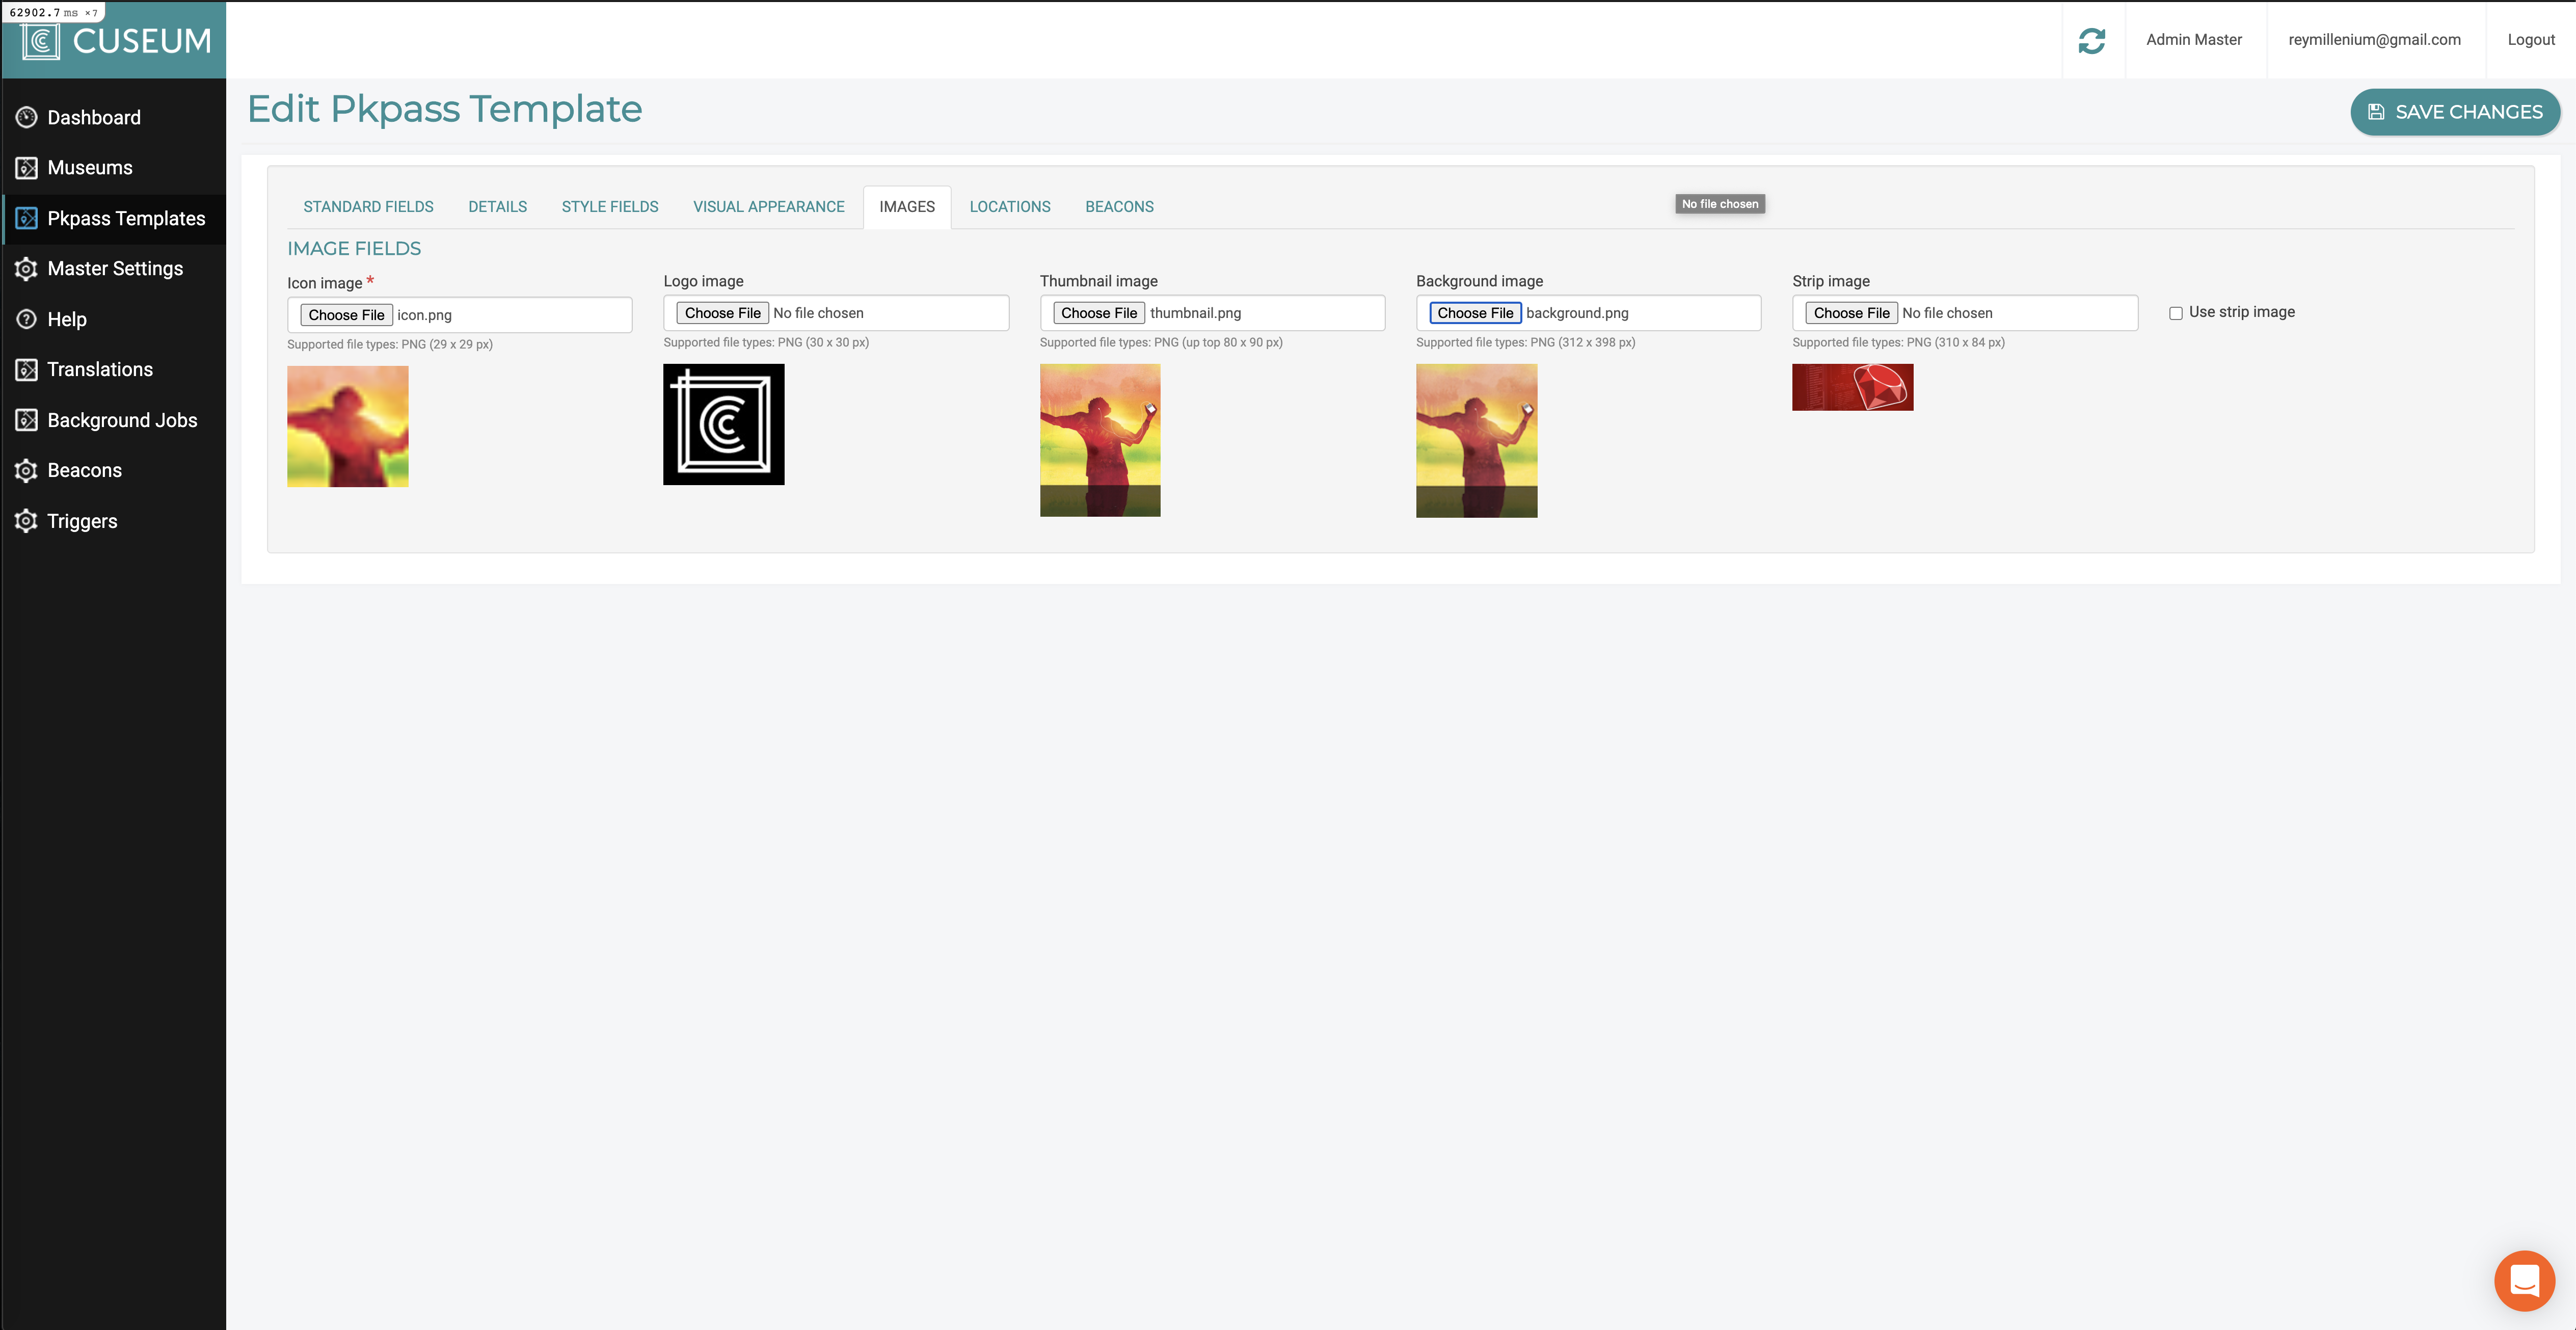 62902.7 ms ×7
CUSEUM
Admin Master
reymillenium@gmail.com
Logout
Dashboard
Museums
Pkpass Templates
Master Settings
Help
Translations
Background Jobs
Beacons
Triggers
Edit Pkpass Template
SAVE CHANGES
STANDARD FIELDS
DETAILS
STYLE FIELDS
VISUAL APPEARANCE
IMAGES
LOCATIONS
BEACONS
No file chosen
IMAGE FIELDS
Icon image *
Choose File icon.png
Supported file types: PNG (29 x 29 px)
Logo image
Choose File No file chosen
Supported file types: PNG (30 x 30 px)
Thumbnail image
Choose File thumbnail.png
Supported file types: PNG (up top 80 x 90 px)
Background image
Choose File background.png
Supported file types: PNG (312 x 398 px)
Strip image
Choose File No file chosen
Supported file types: PNG (310 x 84 px)
Use strip image